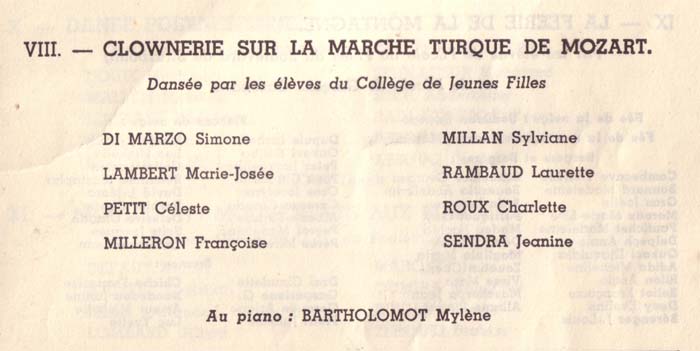 VIII. — CLOWNERIE SUR LA MARCHE TURQUE DE MOZART.
Dansée par les élèves du Collège de Jeunes Filles
DI MARZO Simone
LAMBERT Marie-Josée
PETIT Céleste
MILLERON Françoise
MILLAN Sylviane
RAMBAUD Laurette
ROUX Charlette
SENDRA Jeanine
Au piano : BARTHOLOMOT Mylène